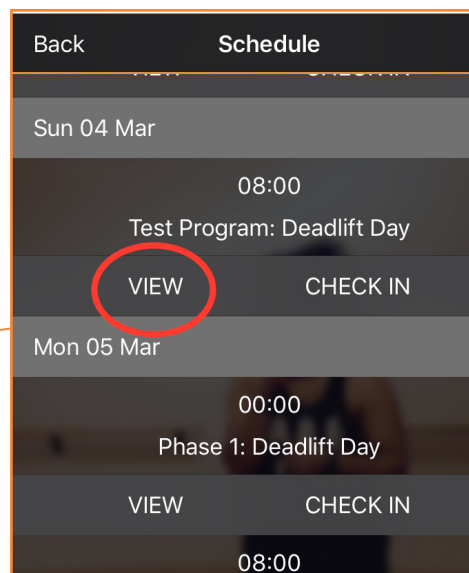 Back Schedule
Sun 04 Mar
08:00
Test Program: Deadlift Day
VIEW CHECK IN
Mon 05 Mar
00:00
Phase 1: Deadlift Day
VIEW CHECK IN
08:00